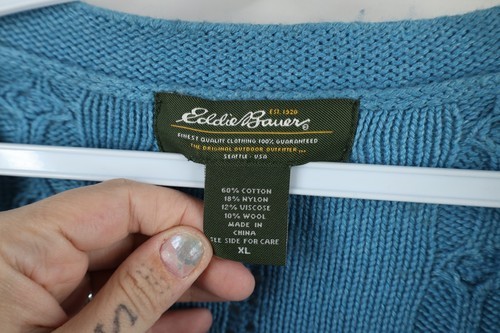 EST. 1920
Eddie Bauer
FINEST QUALITY CLOTHING 100% GUARANTEED
THE ORIGINAL OUTDOOR OUTFITTER ...
SEATTLE · USA
60% COTTON
18% NYLON
12% VISCOSE
10% WOOL
MADE IN
CHINA
SEE SIDE FOR CARE
XL